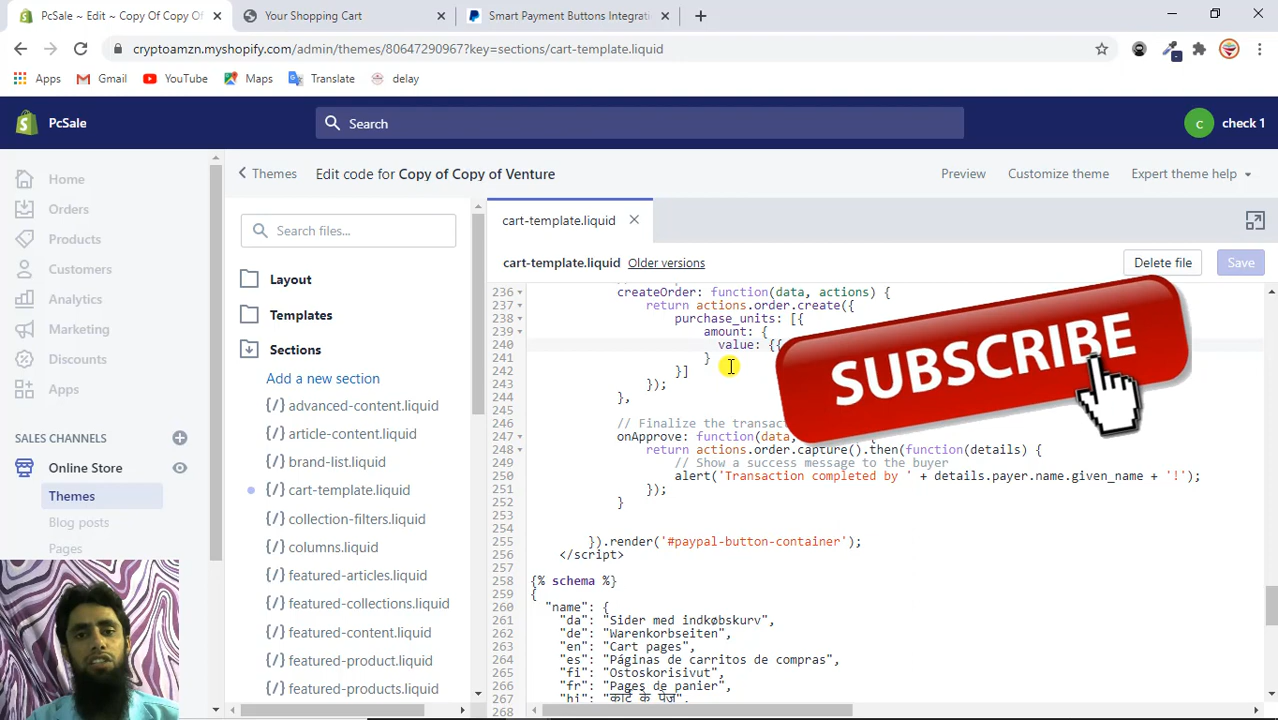 PcSale ~ Edit ~ Copy Of Copy Of
Your Shopping Cart
Smart Payment Buttons Integrati
cryptoamzn.myshopify.com/admin/themes/80647290967?key=sections/cart-template.liquid
Apps
Gmail
YouTube
Maps
Translate
delay
PcSale
Search
c
check 1
Home
Orders
Products
Customers
Analytics
Marketing
Discounts
Apps
SALES CHANNELS
Online Store
Themes
Blog posts
Pages
Themes
Edit code for Copy of Copy of Venture
Preview
Customize theme
Expert theme help
Search files...
Layout
Templates
Sections
Add a new section
{/} advanced-content.liquid
{/} article-content.liquid
{/} brand-list.liquid
{/} cart-template.liquid
{/} collection-filters.liquid
{/} columns.liquid
{/} featured-articles.liquid
{/} featured-collections.liquid
{/} featured-content.liquid
{/} featured-product.liquid
{/} featured-products.liquid
cart-template.liquid
cart-template.liquid Older versions
Delete file
Save
236 createOrder: function(data, actions) {
237 return actions.order.create({
238 purchase_units: [{
239 amount: {
240 value: {{
241 }
242 }]
243 });
244 },
245
246 // Finalize the transac
247 onApprove: function(data, {
248 return actions.order.capture().then(function(details) {
249 // Show a success message to the buyer
250 alert('Transaction completed by ' + details.payer.name.given_name + '!');
251 });
252 }
253
254
255 }).render('#paypal-button-container');
256 </script>
257
258 {% schema %}
259 {
260 "name": {
261 "da": "Sider med indkøbskurv",
262 "de": "Warenkorbseiten",
263 "en": "Cart pages",
264 "es": "Páginas de carritos de compras",
265 "fi": "Ostoskorisivut",
266 "fr": "Pages de panier",
267 "hi": "कार्ट के पेज",
268
SUBSCRIBE